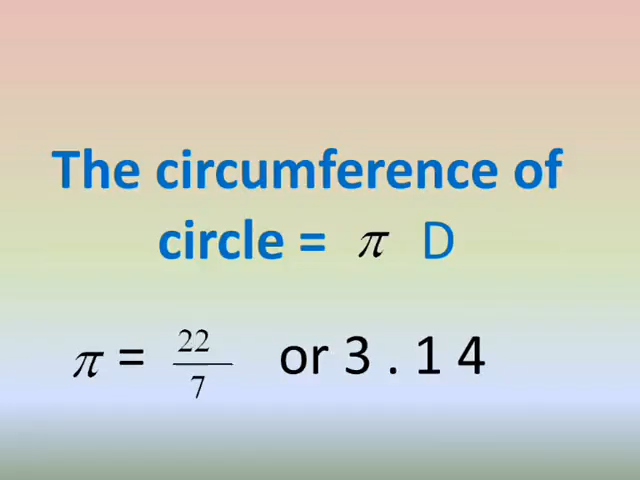 The circumference of
circle = π D
π = 22/7 or 3 . 1 4